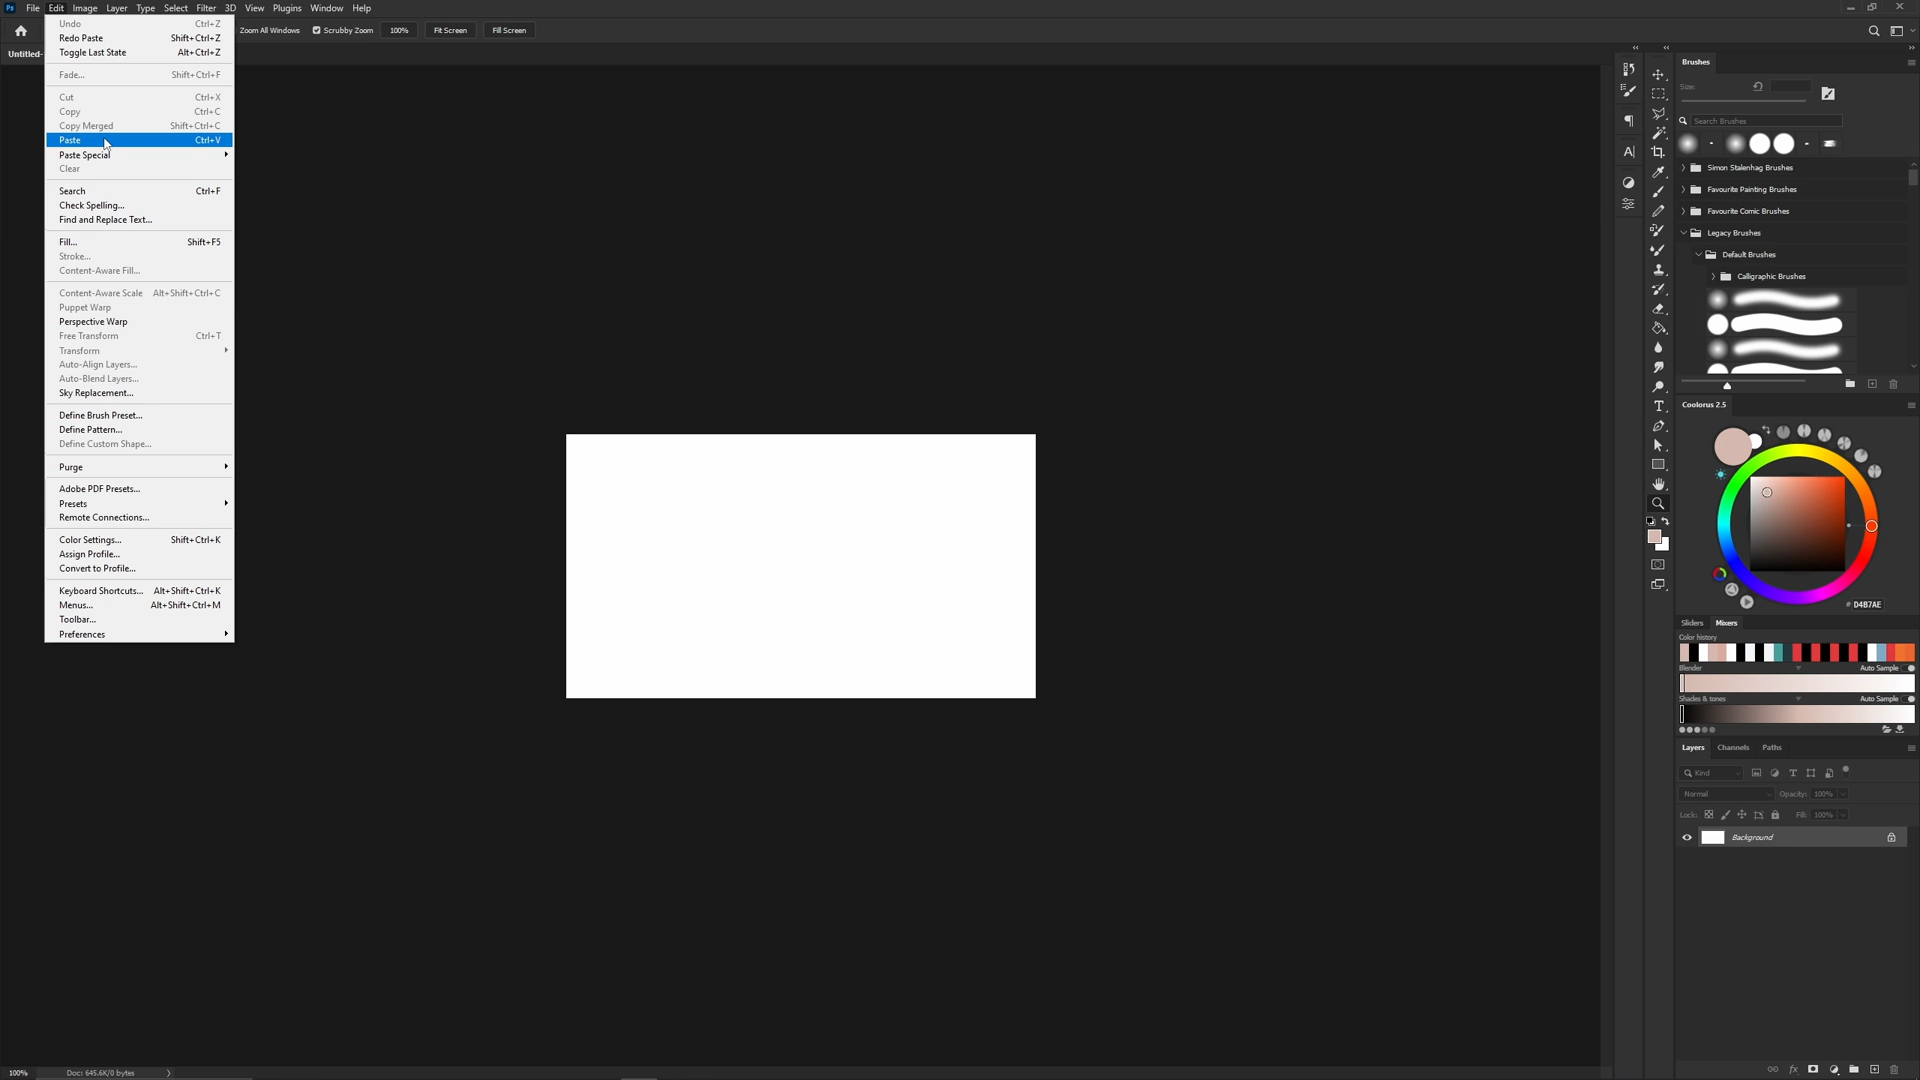 Ps File Edit Image Layer Type Select Filter 3D View Plugins Window Help
Zoom All Windows Scrubby Zoom 100% Fit Screen Fill Screen
Untitled-
Undo Ctrl+Z
Redo Paste Shift+Ctrl+Z
Toggle Last State Alt+Ctrl+Z
Fade... Shift+Ctrl+F
Cut Ctrl+X
Copy Ctrl+C
Copy Merged Shift+Ctrl+C
Paste Ctrl+V
Paste Special
Clear
Search Ctrl+F
Check Spelling...
Find and Replace Text...
Fill... Shift+F5
Stroke...
Content-Aware Fill...
Content-Aware Scale Alt+Shift+Ctrl+C
Puppet Warp
Perspective Warp
Free Transform Ctrl+T
Transform
Auto-Align Layers...
Auto-Blend Layers...
Sky Replacement...
Define Brush Preset...
Define Pattern...
Define Custom Shape...
Purge
Adobe PDF Presets...
Presets
Remote Connections...
Color Settings... Shift+Ctrl+K
Assign Profile...
Convert to Profile...
Keyboard Shortcuts... Alt+Shift+Ctrl+K
Menus... Alt+Shift+Ctrl+M
Toolbar...
Preferences
Brushes
Size:
Search Brushes
Simon Stalenhag Brushes
Favourite Painting Brushes
Favourite Comic Brushes
Legacy Brushes
Default Brushes
Calligraphic Brushes
Coolorus 2.5
# D4B7AE
Sliders Mixers
Color history
Blender Auto Sample
Shades & tones Auto Sample
Layers Channels Paths
Kind
Normal Opacity: 100%
Lock: Fill: 100%
Background
fx
100% Doc: 645.6K/0 bytes